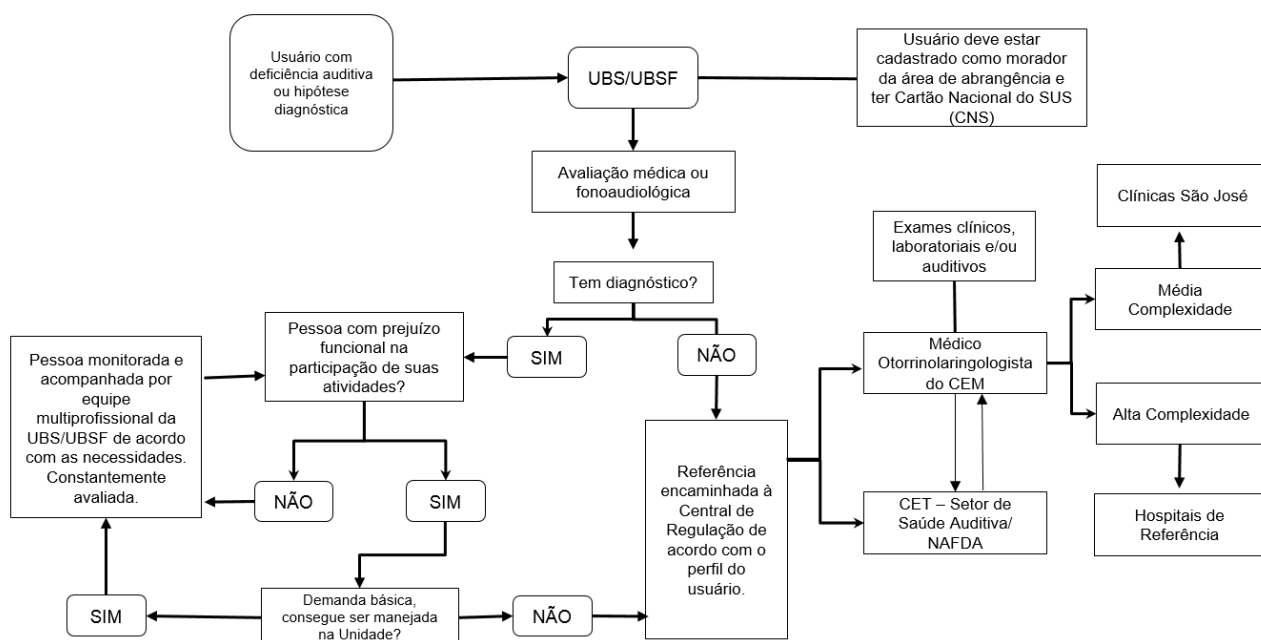 Usuário com
deficiência auditiva
ou hipótese
diagnóstica
UBS/UBSF
Usuário deve estar
cadastrado como morador
da área de abrangência e
ter Cartão Nacional do SUS
(CNS)
Avaliação médica ou
fonoaudiológica
Tem diagnóstico?
SIM
NÃO
Pessoa com prejuízo
funcional na
participação de suas
atividades?
Pessoa monitorada e
acompanhada por
equipe
multiprofissional da
UBS/UBSF de acordo
com as necessidades.
Constantemente
avaliada.
NÃO
SIM
Demanda básica,
consegue ser manejada
na Unidade?
SIM
NÃO
Referência
encaminhada à
Central de
Regulação de
acordo com o
perfil do
usuário.
Exames clínicos,
laboratoriais e/ou
auditivos
Médico
Otorrinolaringologista
do CEM
CET – Setor de
Saúde Auditiva/
NAFDA
Clínicas São José
Média
Complexidade
Alta Complexidade
Hospitais de
Referência